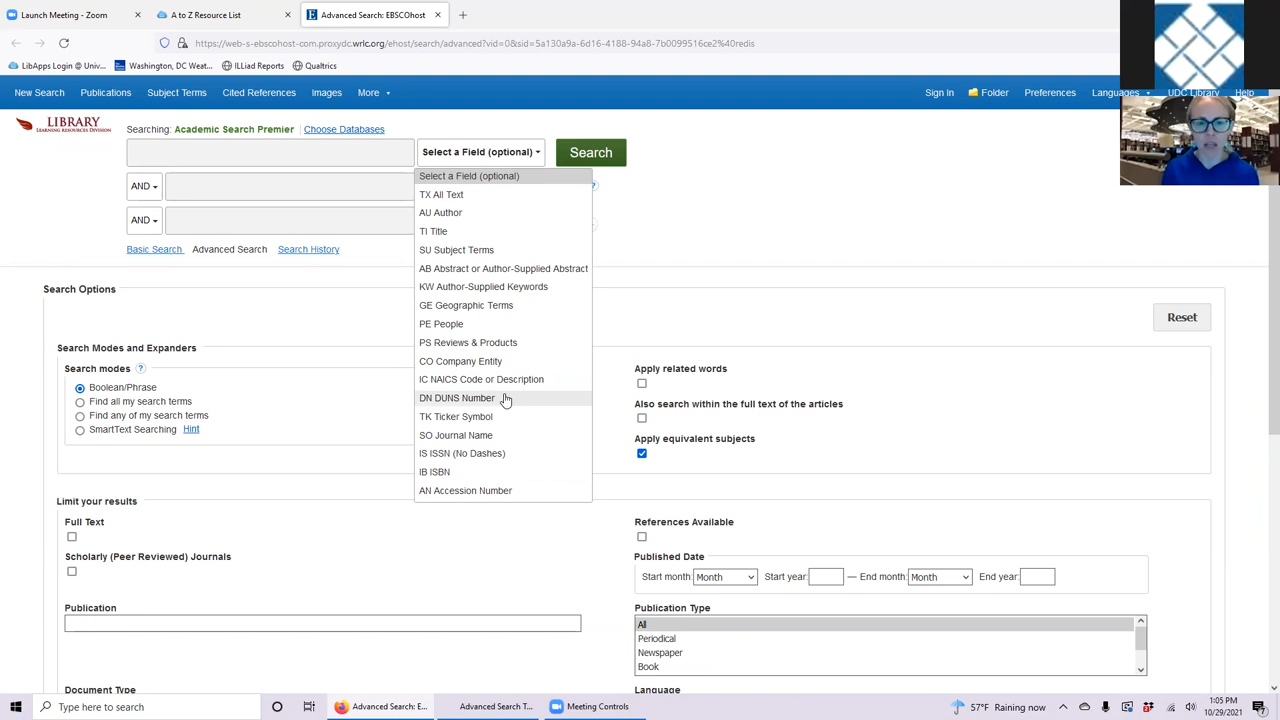 Launch Meeting - Zoom
A to Z Resource List
Advanced Search: EBSCOhost
https://web-s-ebscohost-com.proxydc.wrlc.org/ehost/search/advanced?vid=0&sid=5a130a9a-6d16-4188-94a8-7b0099516ce2%40redis
LibApps Login @ Univ...
Washington, DC Weat...
ILLiad Reports
Qualtrics
New Search
Publications
Subject Terms
Cited References
Images
More
Sign In
Folder
Preferences
Languages
UDC Library
Help
LIBRARY
Learning Resources Division
Searching: Academic Search Premier
Choose Databases
Select a Field (optional)
Search
AND
AND
Basic Search
Advanced Search
Search History
Select a Field (optional)
TX All Text
AU Author
TI Title
SU Subject Terms
AB Abstract or Author-Supplied Abstract
KW Author-Supplied Keywords
GE Geographic Terms
PE People
PS Reviews & Products
CO Company Entity
IC NAICS Code or Description
DN DUNS Number
TK Ticker Symbol
SO Journal Name
IS ISSN (No Dashes)
IB ISBN
AN Accession Number
Search Options
Reset
Search Modes and Expanders
Search modes ?
Boolean/Phrase
Find all my search terms
Find any of my search terms
SmartText Searching Hint
Apply related words
Also search within the full text of the articles
Apply equivalent subjects
Limit your results
Full Text
Scholarly (Peer Reviewed) Journals
Publication
Document Type
References Available
Published Date
Start month: Month Start year: — End month: Month End year:
Publication Type
All
Periodical
Newspaper
Book
Language
Type here to search
Advanced Search: E...
Advanced Search T...
Meeting Controls
57°F Raining now
1:05 PM
10/29/2021
7